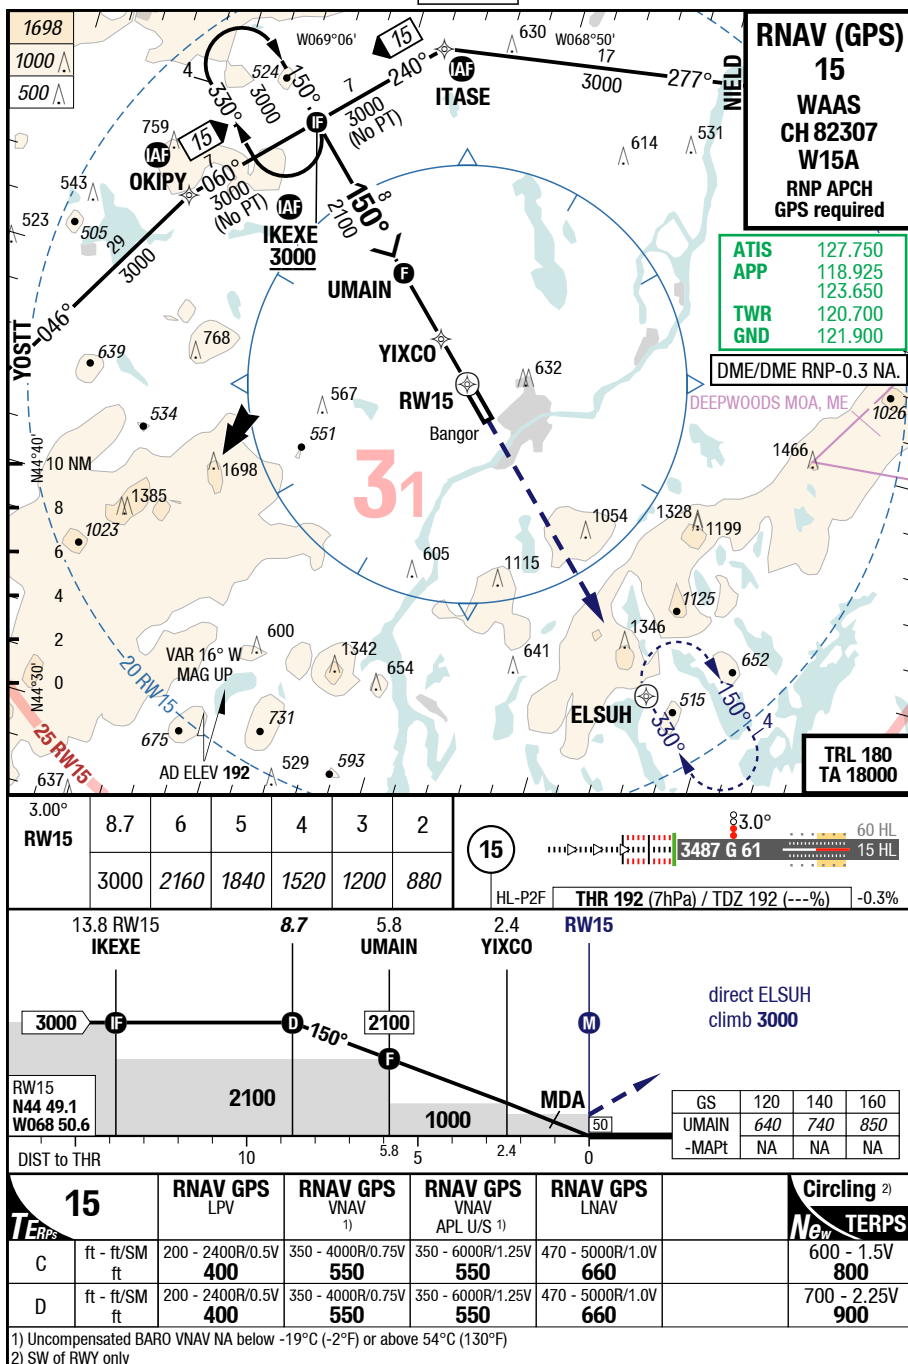 1698
1000
500
RNAV (GPS)
15
WAAS
CH 82307
W15A
RNP APCH
GPS required
ATIS 127.750
APP 118.925
123.650
TWR 120.700
GND 121.900
DME/DME RNP-0.3 NA.
DEEPWOODS MOA, ME
W069°06'
W068°50'
630
17
3000
277°
NIELD
15
240°
IAF
ITASE
7
3000
(No PT)
4
524
150°
3000
330°
IF
759
15
IAF
OKIPY
7
060°
3000
(No PT)
IAF
IKEXE
3000
150°
8
2100
614
531
543
523
505
29
3000
046°
YOSTT
F
UMAIN
YIXCO
RW15
632
Bangor
768
639
567
534
551
1026
1466
N44°40'
10 NM
8
6
4
2
0
N44°30'
1698
1385
1023
31
1054
1328
1199
605
1115
1125
600
1342
1346
VAR 16° W
MAG UP
654
641
652
20 RW15
25 RW15
ELSUH
515
150°
4
330°
675
731
593
529
637
AD ELEV 192
TRL 180
TA 18000
3.00°
RW15
8.7 6 5 4 3 2
3000 2160 1840 1520 1200 880
15
3.0°
60 HL
3487 G 61
15 HL
HL-P2F
THR 192 (7hPa) / TDZ 192 (---%)
-0.3%
13.8 RW15 8.7 5.8 2.4 RW15
IKEXE UMAIN YIXCO
3000
IF
D
150°
2100
F
M
direct ELSUH
climb 3000
2100
1000
MDA
50
RW15
N44 49.1
W068 50.6
DIST to THR 10 5.8 5 2.4 0
GS 120 140 160
UMAIN 640 740 850
-MAPt NA NA NA
TERPs
15
RNAV GPS
LPV
RNAV GPS
VNAV
1)
RNAV GPS
VNAV
APL U/S 1)
RNAV GPS
LNAV
Circling 2)
New TERPS
C ft - ft/SM 200 - 2400R/0.5V 350 - 4000R/0.75V 350 - 6000R/1.25V 470 - 5000R/1.0V 600 - 1.5V
ft 400 550 550 660 800
D ft - ft/SM 200 - 2400R/0.5V 350 - 4000R/0.75V 350 - 6000R/1.25V 470 - 5000R/1.0V 700 - 2.25V
ft 400 550 550 660 900
1) Uncompensated BARO VNAV NA below -19°C (-2°F) or above 54°C (130°F)
2) SW of RWY only